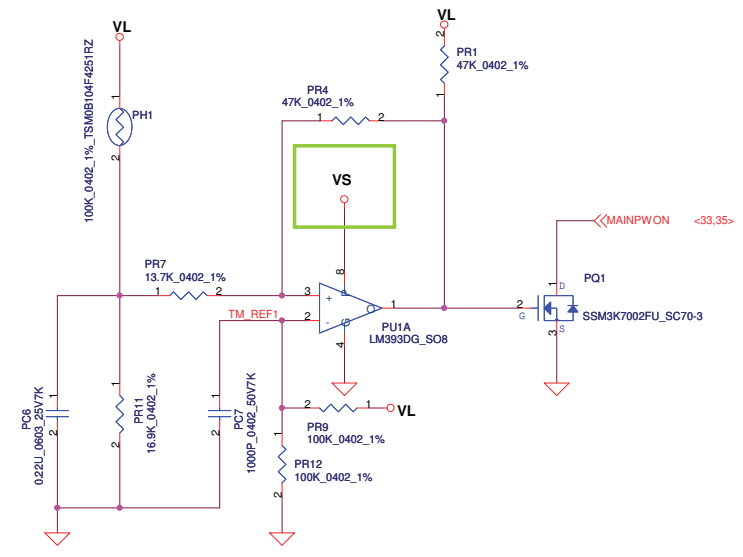 VL
VL
2
PR1
47K_0402_1%
1
PR4
47K_0402_1%
1
2
100K_0402_1%_TSM0B104F4251RZ
1
PH1
2
VS
MAINPWON
<33,35>
PR7
13.7K_0402_1%
1
2
8
3
+
1
TM_REF1
2
-
PU1A
LM393DG_SO8
4
PQ1
1
D
2
G
S
3
SSM3K7002FU_SC70-3
PC6
0.22U_0603_25V7K
1
2
PR11
16.9K_0402_1%
1
2
PC7
1000P_0402_50V7K
1
2
2
1
VL
PR9
100K_0402_1%
1
PR12
100K_0402_1%
2